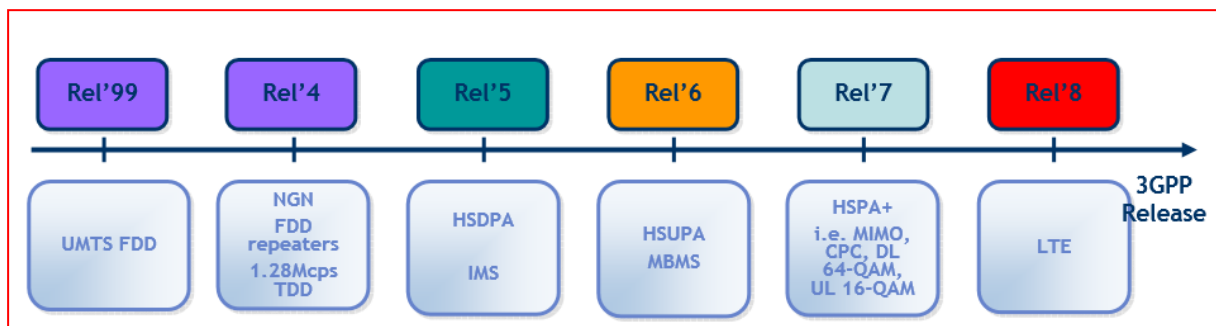 Rel’99
Rel’4
Rel’5
Rel’6
Rel’7
Rel’8
3GPP
Release
UMTS FDD
NGN
FDD
repeaters
1.28Mcps
TDD
HSDPA
IMS
HSUPA
MBMS
HSPA+
i.e. MIMO,
CPC, DL
64-QAM,
UL 16-QAM
LTE